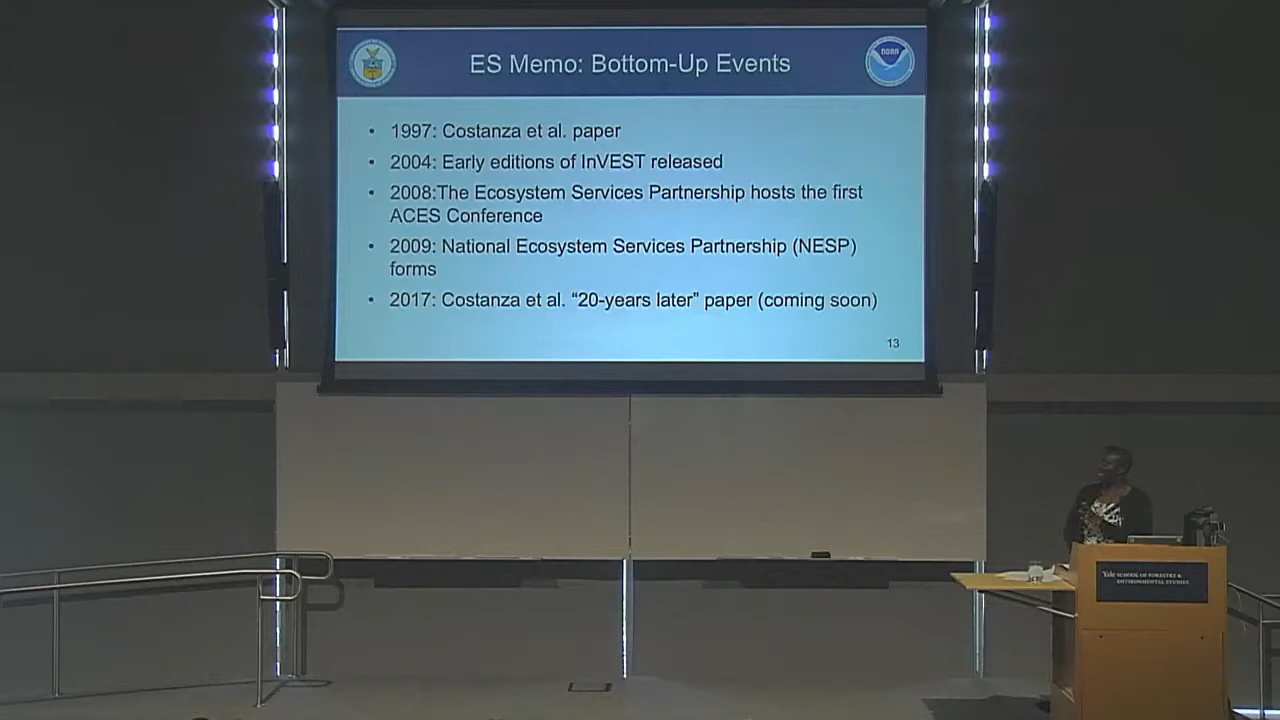 ES Memo: Bottom-Up Events
NOAA
• 1997: Costanza et al. paper
• 2004: Early editions of InVEST released
• 2008:The Ecosystem Services Partnership hosts the first
ACES Conference
• 2009: National Ecosystem Services Partnership (NESP)
forms
• 2017: Costanza et al. “20-years later” paper (coming soon)
13
Yale SCHOOL OF FORESTRY &
ENVIRONMENTAL STUDIES